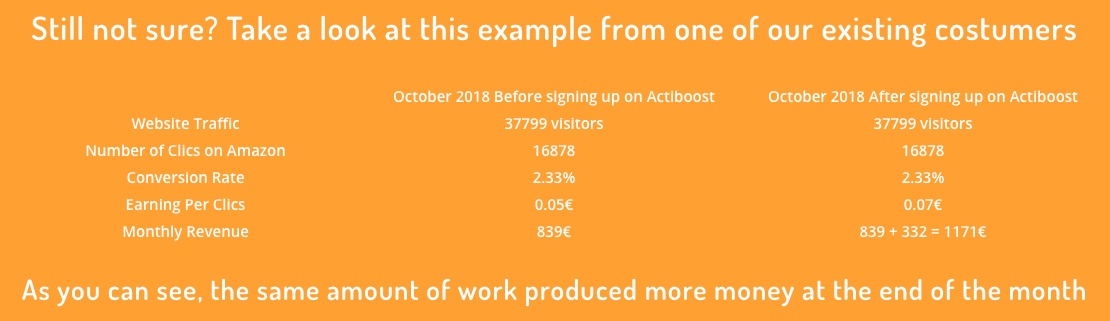 Still not sure? Take a look at this example from one of our existing costumers
October 2018 Before signing up on Actiboost October 2018 After signing up on Actiboost
Website Traffic 37799 visitors 37799 visitors
Number of Clics on Amazon 16878 16878
Conversion Rate 2.33% 2.33%
Earning Per Clics 0.05€ 0.07€
Monthly Revenue 839€ 839 + 332 = 1171€
As you can see, the same amount of work produced more money at the end of the month